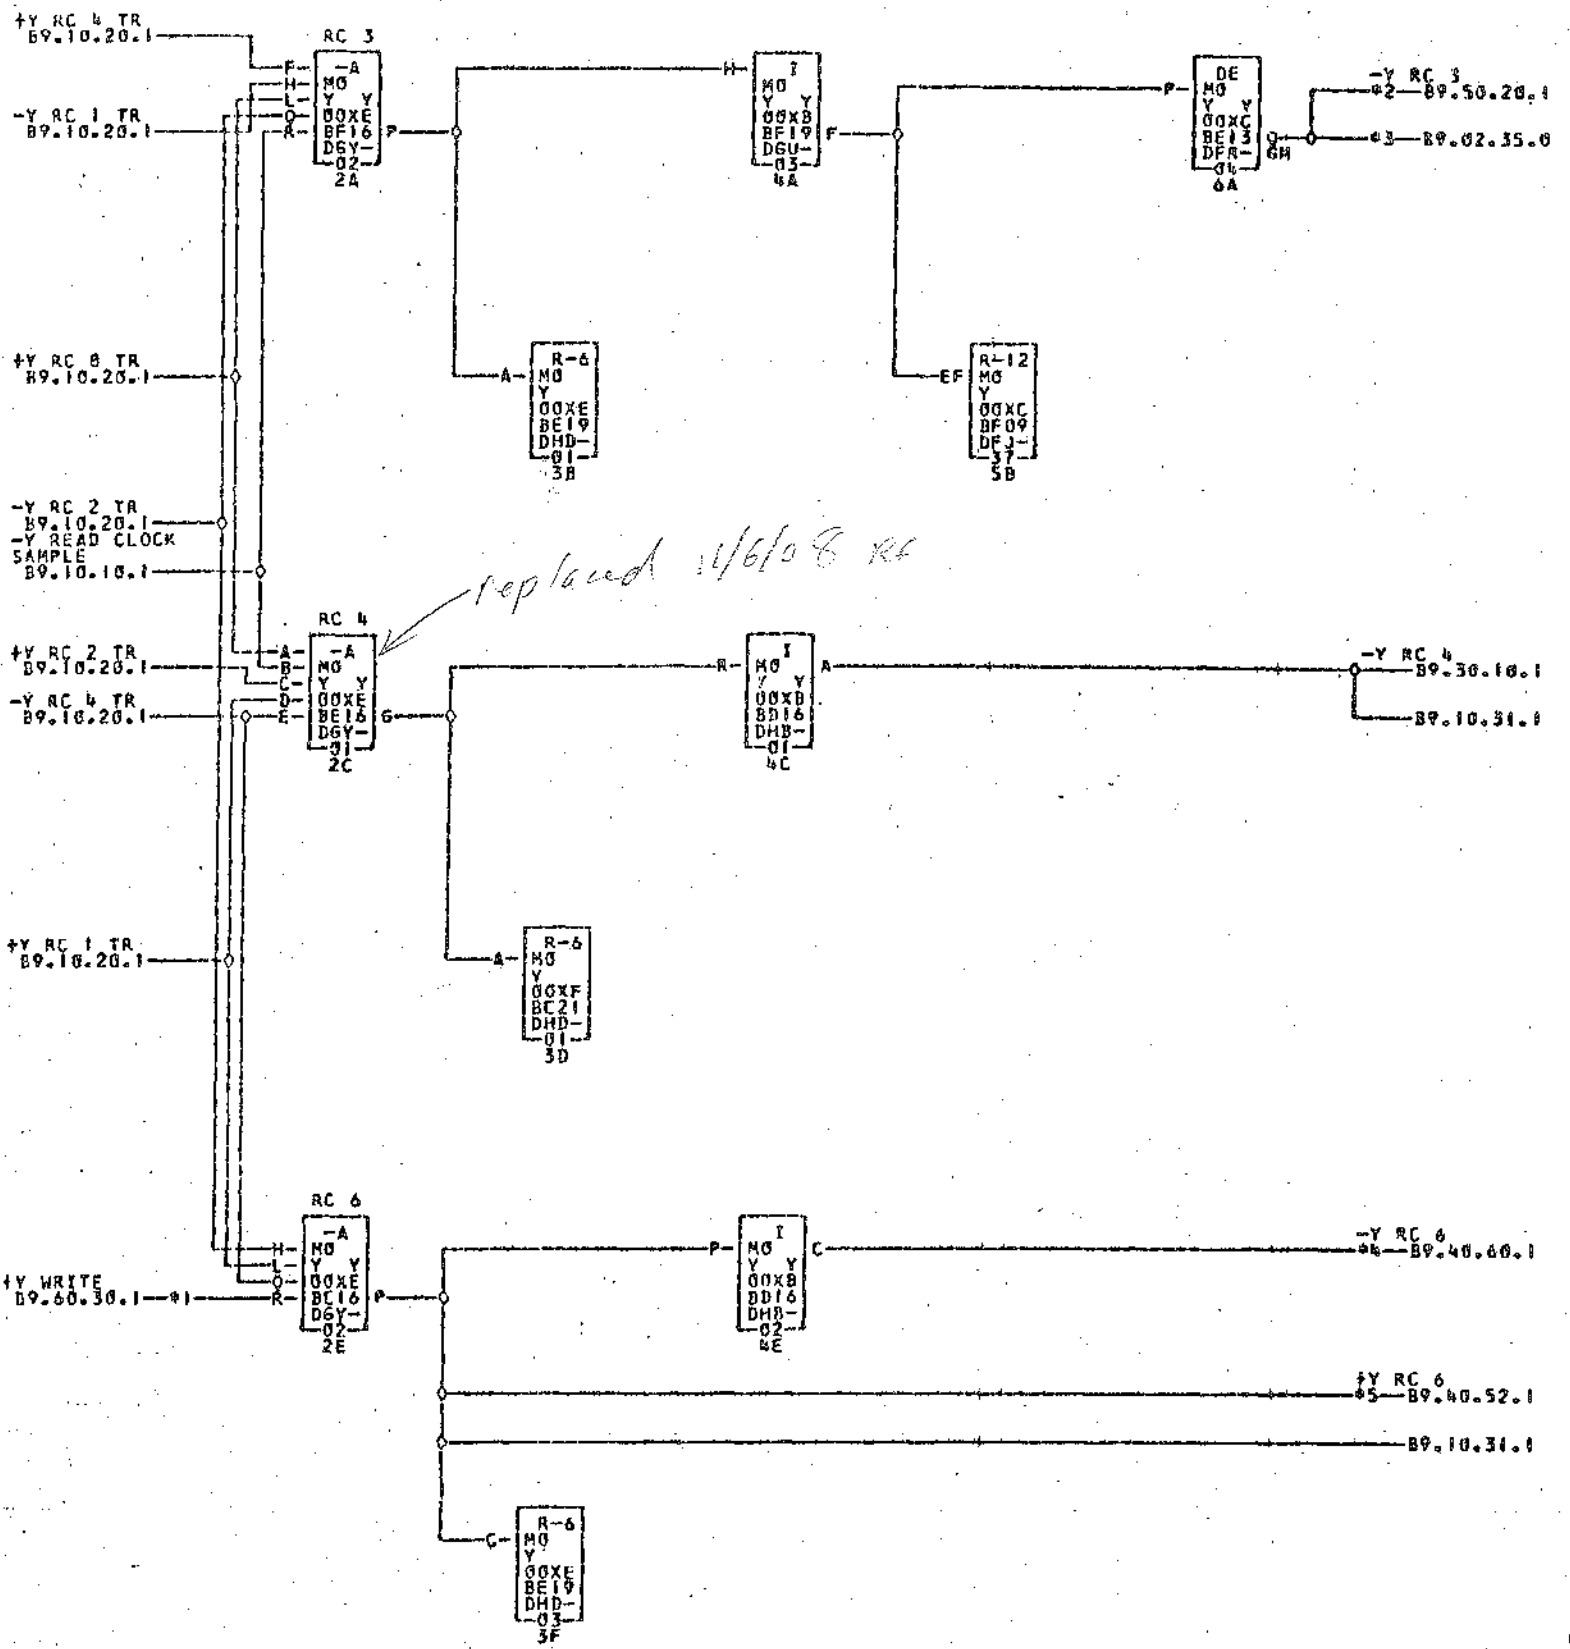 +Y RC 4 TR
B9.10.20.1
RC 3
F
H
L
Q
R
-A
MO
Y Y
00XE
BF16
DGY-
02
2A
P
H
I
MO
Y Y
00XB
BF19
DGU-
03
4A
F
P
DE
MO
Y Y
00XC
BE13
DFR-
04
6A
Q
GH
-Y RC 3
*2 B9.50.20.1
*3 B9.02.35.0
-Y RC 1 TR
B9.10.20.1
+Y RC 8 TR
B9.10.20.1
A
R-6
MO
Y
00XE
BE19
DHD-
01
3B
EF
R-12
MO
Y
00XC
BF09
DFJ-
37
5B
-Y RC 2 TR
B9.10.20.1
-Y READ CLOCK
SAMPLE
B9.10.10.1
replaced 11/6/08 RG
RC 4
+Y RC 2 TR
B9.10.20.1
-Y RC 4 TR
B9.10.20.1
A
B
C
D
E
-A
MO
Y Y
00XE
BE16
DGY-
01
2C
G
R
I
MO
Y Y
00XB
BD16
DHB-
01
4C
A
-Y RC 4
B9.30.10.1
B9.10.31.1
+Y RC 1 TR
B9.10.20.1
A
R-6
MO
Y
00XF
BC21
DHD-
01
3D
RC 6
+Y WRITE
B9.60.30.1 *1
H
L
Q
R
-A
MO
Y Y
00XE
BC16
DGY-
02
2E
P
P
I
MO
Y Y
00XB
BD16
DHB-
02
4E
C
-Y RC 6
*4 B9.40.60.1
+Y RC 6
*5 B9.40.52.1
B9.10.31.1
C
R-6
MO
Y
00XE
BE19
DHD-
03
3F